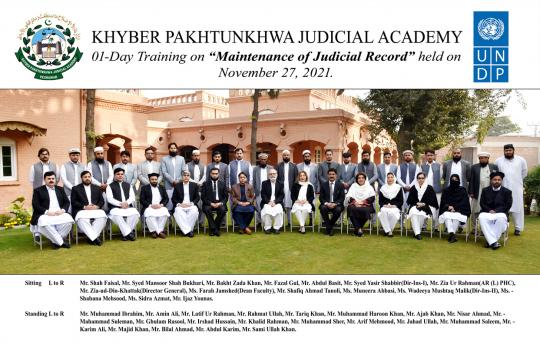 KHYBER PAKHTUNKHWA JUDICIAL ACADEMY
01-Day Training on “Maintenance of Judicial Record” held on
November 27, 2021.
U N
D P
Sitting L to R Mr. Shah Faisal, Mr. Syed Mansoor Shah Bukhari, Mr. Bakht Zada Khan, Mr. Fazal Gul, Mr. Abdul Basit, Mr. Syed Yasir Shabbir(Dir-Ins-I), Mr. Zia Ur Rahman(AR (L) PHC),
Mr. Zia-ud-Din-Khattak(Director General), Ms. Farah Jamshed(Dean Faculty), Mr. Shafiq Ahmad Tanoli, Ms. Muneera Abbasi, Ms. Wadeeya Mushtaq Malik(Dir-Ins-II), Ms. -
Shabana Mehsood, Ms. Sidra Azmat, Mr. Ijaz Younas.
Standing L to R Mr. Muhammad Ibrahim, Mr. Amin Ali, Mr. Lutif Ur Rahman, Mr. Rahmat Ullah, Mr. Tariq Khan, Mr. Muhammad Haroon Khan, Mr. Ajab Khan, Mr. Nisar Ahmad, Mr. -
Muhammad Suleman, Mr. Ghulam Rasool, Mr. Irshad Hussain, Mr. Khalid Rahman, Mr. Muhammad Sher, Mr. Arif Mehmood, Mr. Jahad Ullah, Mr. Muhammad Saleem, Mr. -
Karim Ali, Mr. Majid Khan, Mr. Bilal Ahmad, Mr. Abdul Karim, Mr. Sami Ullah Khan.